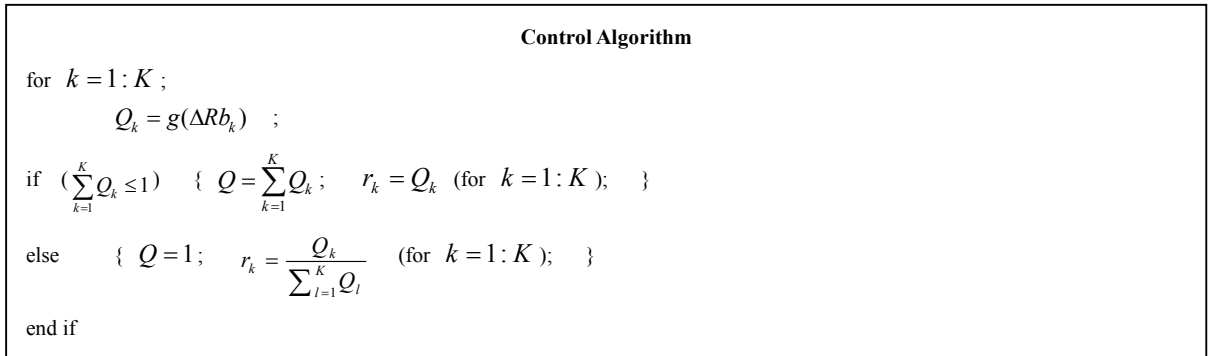 Control Algorithm
for k = 1 : K ;
Q_k = g(ΔRb_k) ;
if (∑_{k=1}^{K} Q_k ≤ 1) { Q = ∑_{k=1}^{K} Q_k ; r_k = Q_k (for k = 1 : K ); }
else { Q = 1 ; r_k = \frac{Q_k}{∑_{l=1}^{K} Q_l} (for k = 1 : K ); }
end if